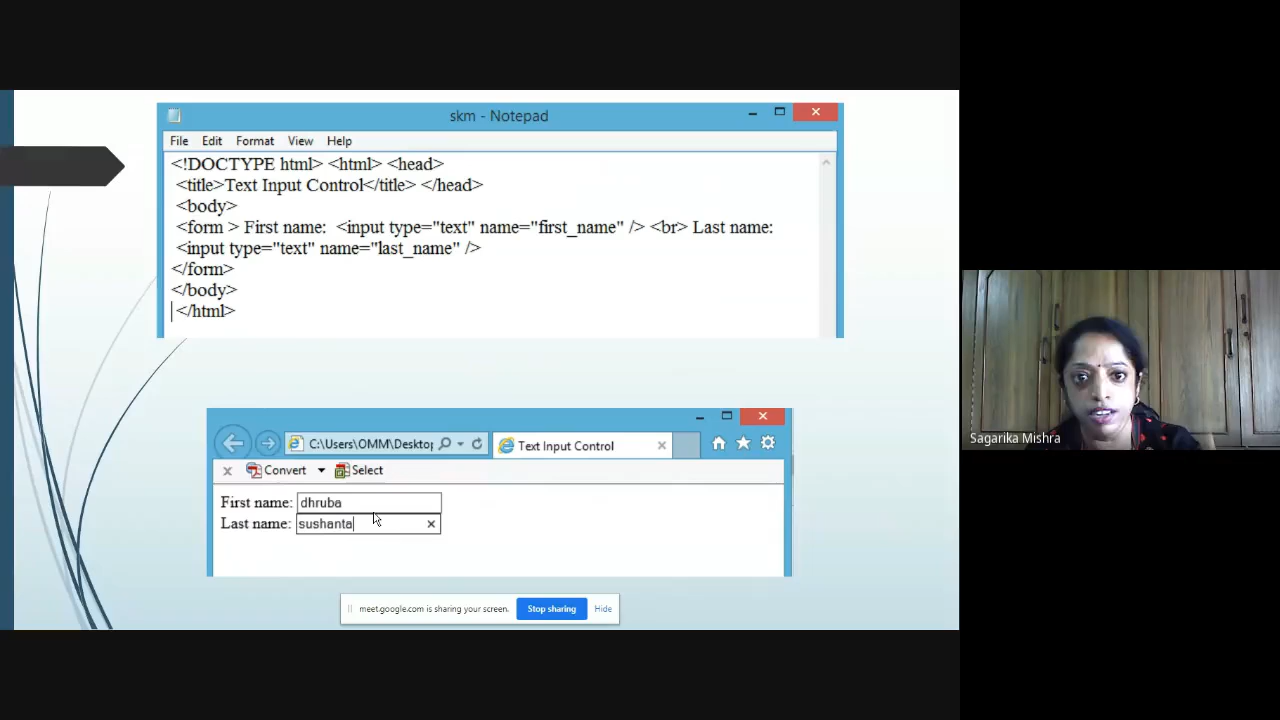 skm - Notepad
File Edit Format View Help
<!DOCTYPE html> <html> <head>
<title>Text Input Control</title> </head>
<body>
<form > First name:  <input type="text" name="first_name" /> <br> Last name:
<input type="text" name="last_name" />
</form>
</body>
</html>
C:\Users\OMM\Desktop
Text Input Control
Convert Select
First name: dhruba
Last name: sushanta
meet.google.com is sharing your screen. Stop sharing Hide
Sagarika Mishra